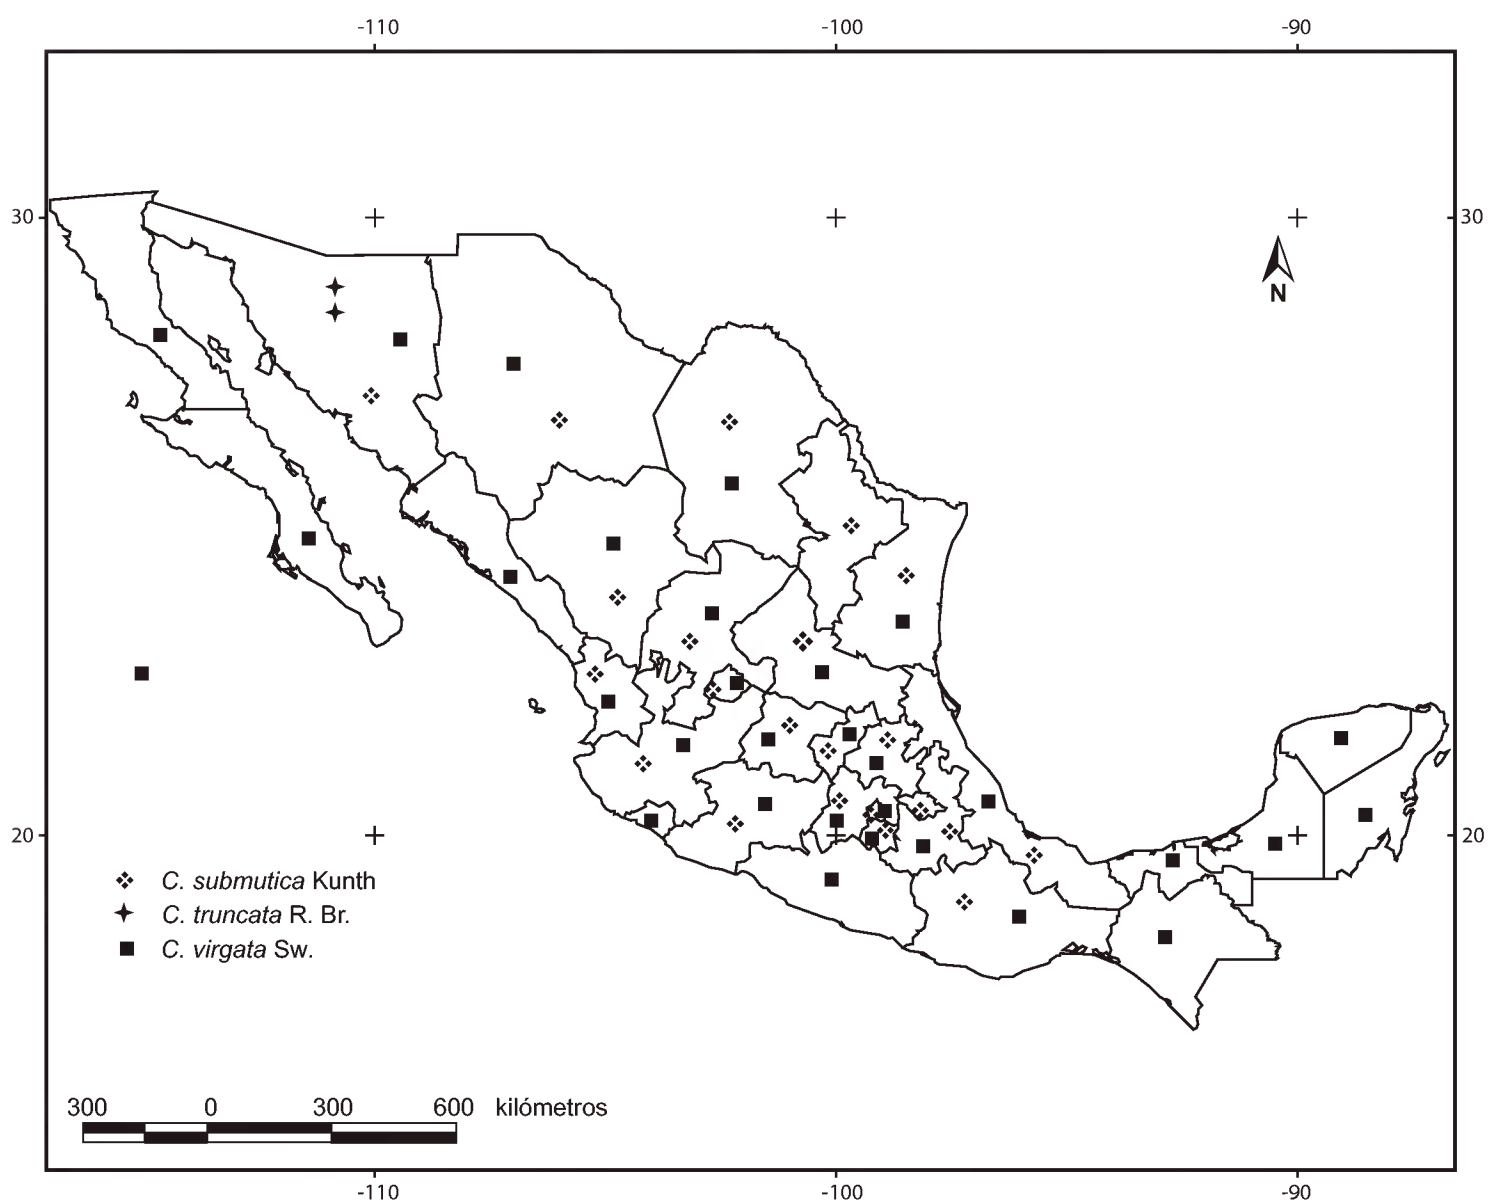 -110 -100 -90
30 30
N
20 20
C. submutica Kunth
C. truncata R. Br.
C. virgata Sw.
300 0 300 600 kilómetros
-110 -100 -90